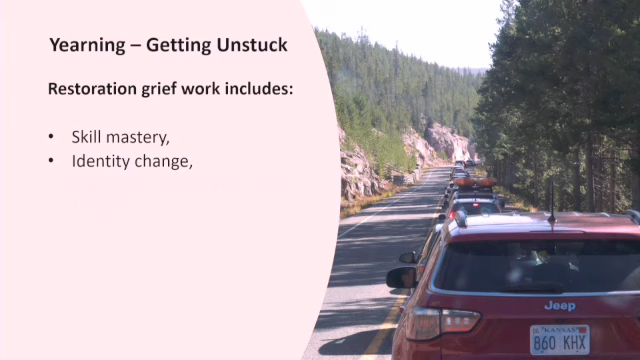 Yearning – Getting Unstuck
Restoration grief work includes:
• Skill mastery,
• Identity change,
Jeep
KANSAS
860 KHX